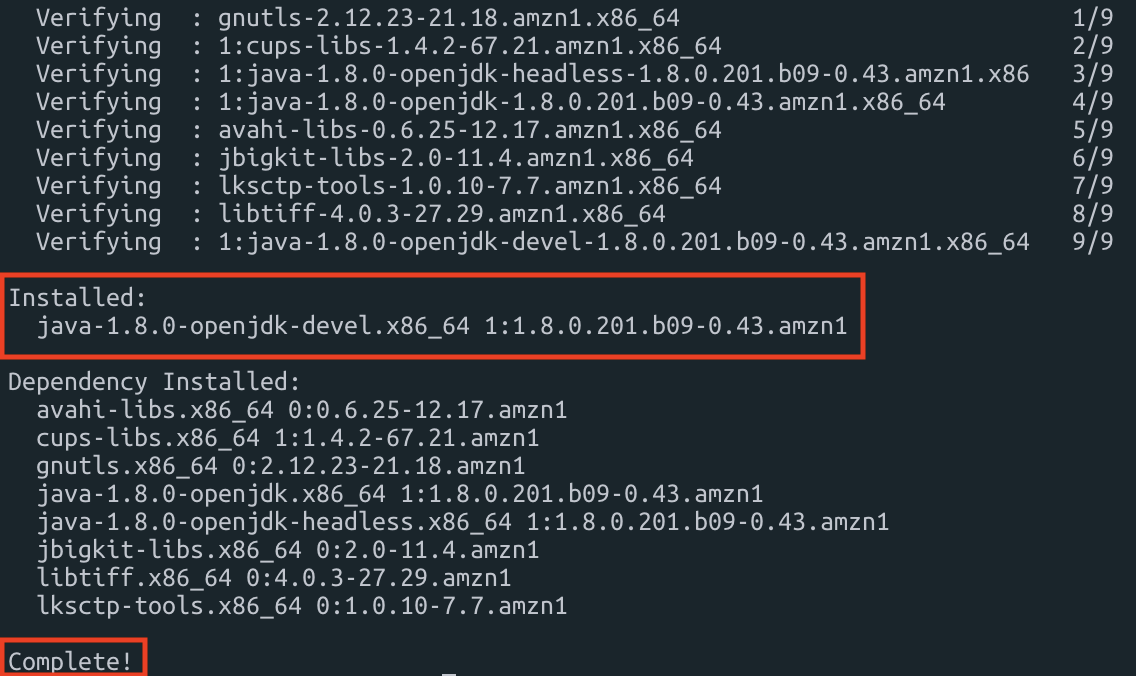 Verifying : gnutls-2.12.23-21.18.amzn1.x86_64 1/9
Verifying : 1:cups-libs-1.4.2-67.21.amzn1.x86_64 2/9
Verifying : 1:java-1.8.0-openjdk-headless-1.8.0.201.b09-0.43.amzn1.x86 3/9
Verifying : 1:java-1.8.0-openjdk-1.8.0.201.b09-0.43.amzn1.x86_64 4/9
Verifying : avahi-libs-0.6.25-12.17.amzn1.x86_64 5/9
Verifying : jbigkit-libs-2.0-11.4.amzn1.x86_64 6/9
Verifying : lksctp-tools-1.0.10-7.7.amzn1.x86_64 7/9
Verifying : libtiff-4.0.3-27.29.amzn1.x86_64 8/9
Verifying : 1:java-1.8.0-openjdk-devel-1.8.0.201.b09-0.43.amzn1.x86_64 9/9
Installed:
java-1.8.0-openjdk-devel.x86_64 1:1.8.0.201.b09-0.43.amzn1
Dependency Installed:
avahi-libs.x86_64 0:0.6.25-12.17.amzn1
cups-libs.x86_64 1:1.4.2-67.21.amzn1
gnutls.x86_64 0:2.12.23-21.18.amzn1
java-1.8.0-openjdk.x86_64 1:1.8.0.201.b09-0.43.amzn1
java-1.8.0-openjdk-headless.x86_64 1:1.8.0.201.b09-0.43.amzn1
jbigkit-libs.x86_64 0:2.0-11.4.amzn1
libtiff.x86_64 0:4.0.3-27.29.amzn1
lksctp-tools.x86_64 0:1.0.10-7.7.amzn1
Complete!